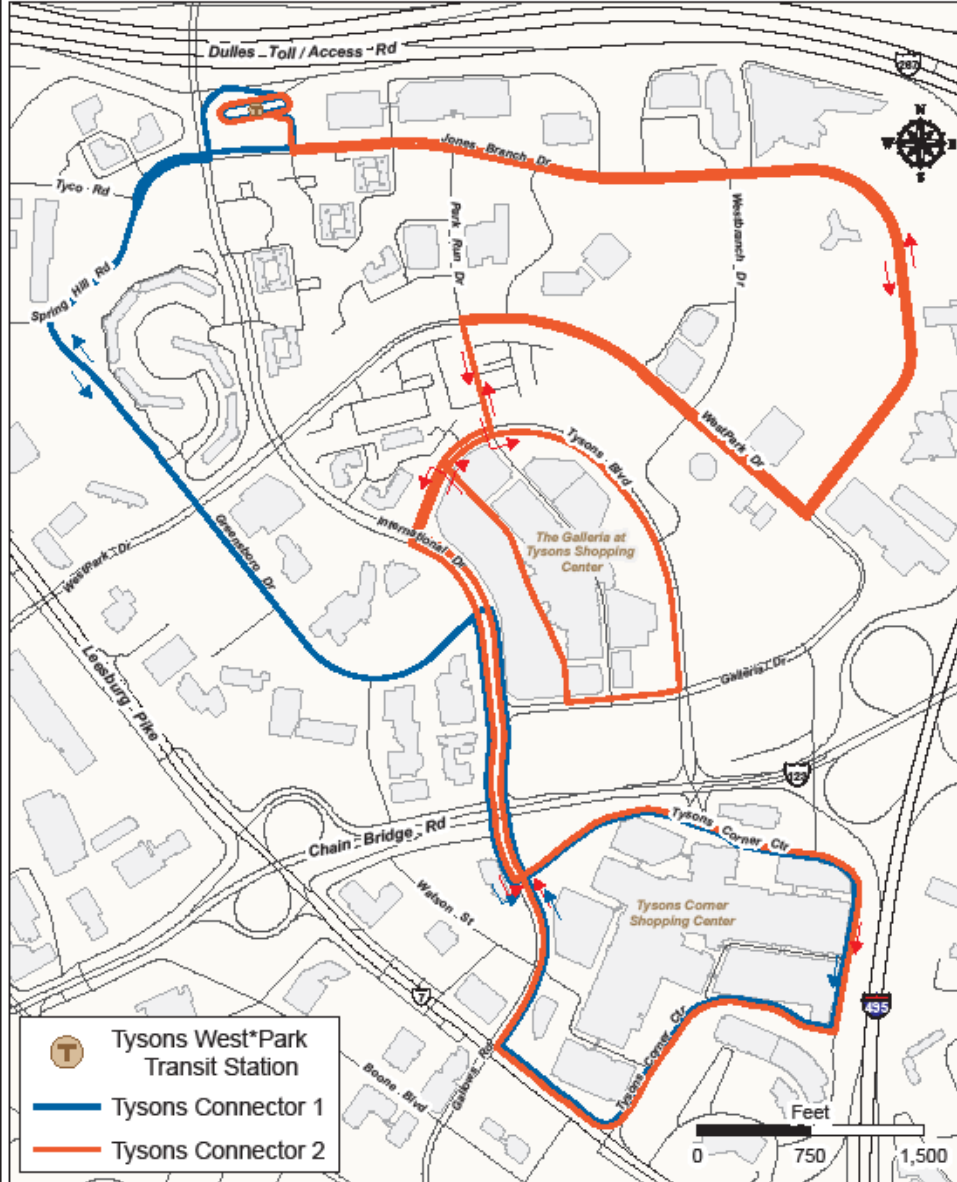 Dulles Toll / Access Rd
267
N
W E
S
Jones Branch Dr
Tyco Rd
Park Run Dr
Westbranch Dr
Spring Hill Rd
WestPark Dr
Tysons Blvd
International Dr
The Galleria at
Tysons Shopping
Center
Greensboro Dr
WestPark Dr
Leesburg Pike
Galleria Dr
123
Chain Bridge Rd
Tysons Corner Ctr
Watson St
Tysons Corner
Shopping Center
7
495
Tysons Corner Ctr
Gallows Rd
Boone Blvd
T
T
Tysons West*Park
Transit Station
Tysons Connector 1
Tysons Connector 2
Feet
0 750 1,500